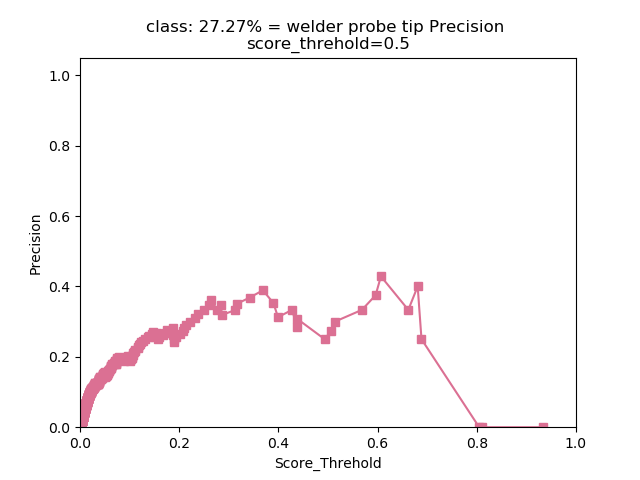 class: 27.27% = welder probe tip Precision
score_threhold=0.5
1.0
0.8
0.6
0.4
0.2
0.0
Precision
0.0 0.2 0.4 0.6 0.8 1.0
Score_Threhold